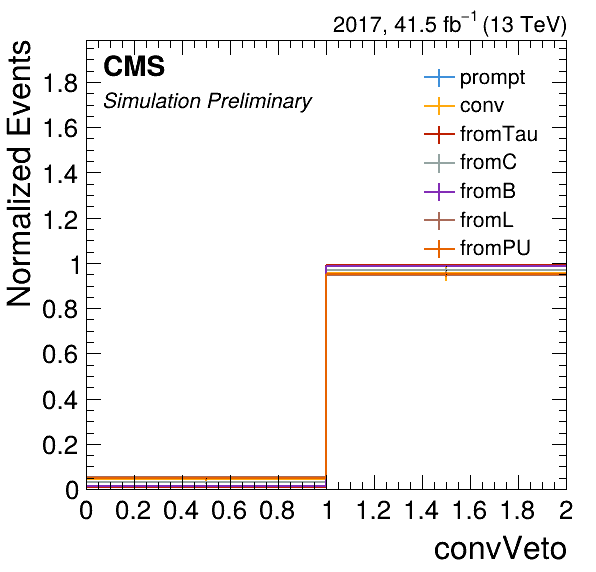 2017, 41.5 fb⁻¹ (13 TeV)
CMS
Simulation Preliminary
prompt
conv
fromTau
fromC
fromB
fromL
fromPU
Normalized Events
1.8
1.6
1.4
1.2
1
0.8
0.6
0.4
0.2
0
0 0.2 0.4 0.6 0.8 1 1.2 1.4 1.6 1.8 2
convVeto